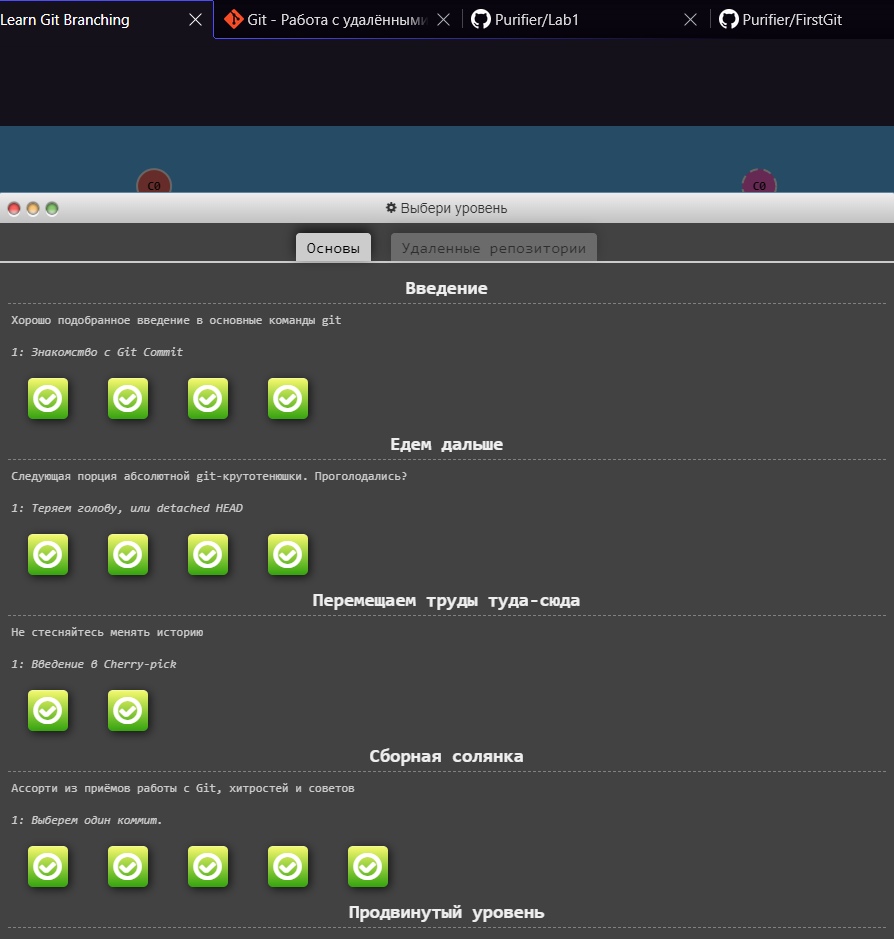 Learn Git Branching
Git - Работа с удалёнными
Purifier/Lab1
Purifier/FirstGit
C0
C0
Выбери уровень
Основы
Удаленные репозитории
Введение
Хорошо подобранное введение в основные команды git
1: Знакомство с Git Commit
Едем дальше
Следующая порция абсолютной git-крутотенюшки. Проголодались?
1: Теряем голову, или detached HEAD
Перемещаем труды туда-сюда
Не стесняйтесь менять историю
1: Введение в Cherry-pick
Сборная солянка
Ассорти из приёмов работы с Git, хитростей и советов
1: Выберем один коммит.
Продвинутый уровень